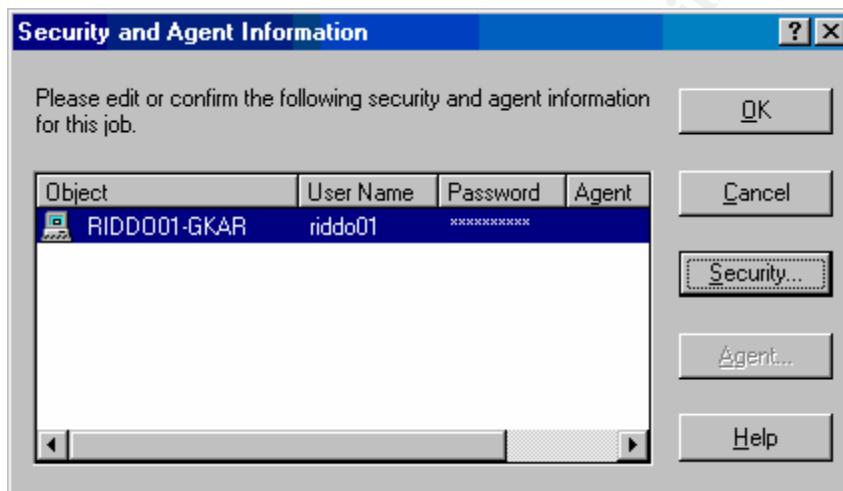 Security and Agent Information
Please edit or confirm the following security and agent information
for this job.
OK
Object User Name Password Agent
RIDDO01-GKAR riddo01 **********
Cancel
Security...
Agent...
Help